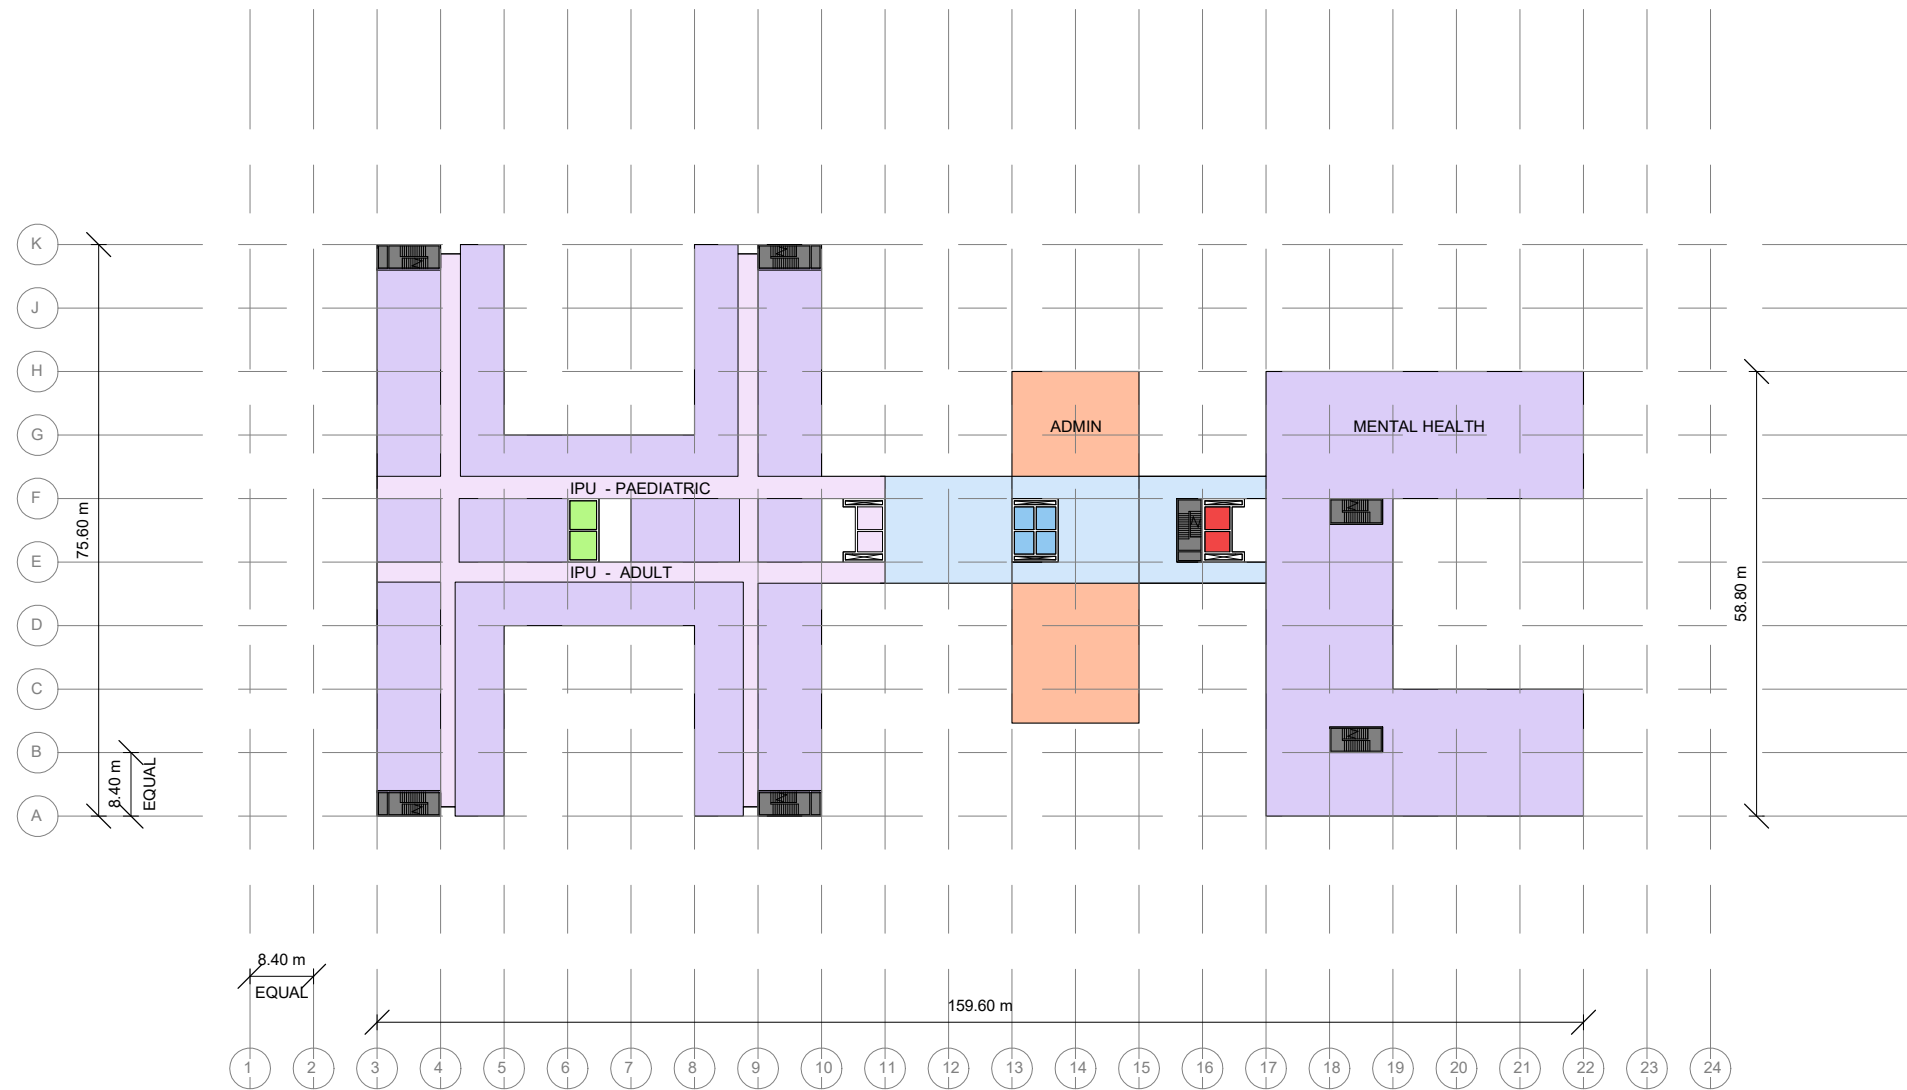 K
J
H
ADMIN
MENTAL HEALTH
G
IPU - PAEDIATRIC
F
75.60 m
E
IPU - ADULT
58.80 m
D
C
B
8.40 m
EQUAL
A
8.40 m
EQUAL
159.60 m
1 2 3 4 5 6 7 8 9 10 11 12 13 14 15 16 17 18 19 20 21 22 23 24